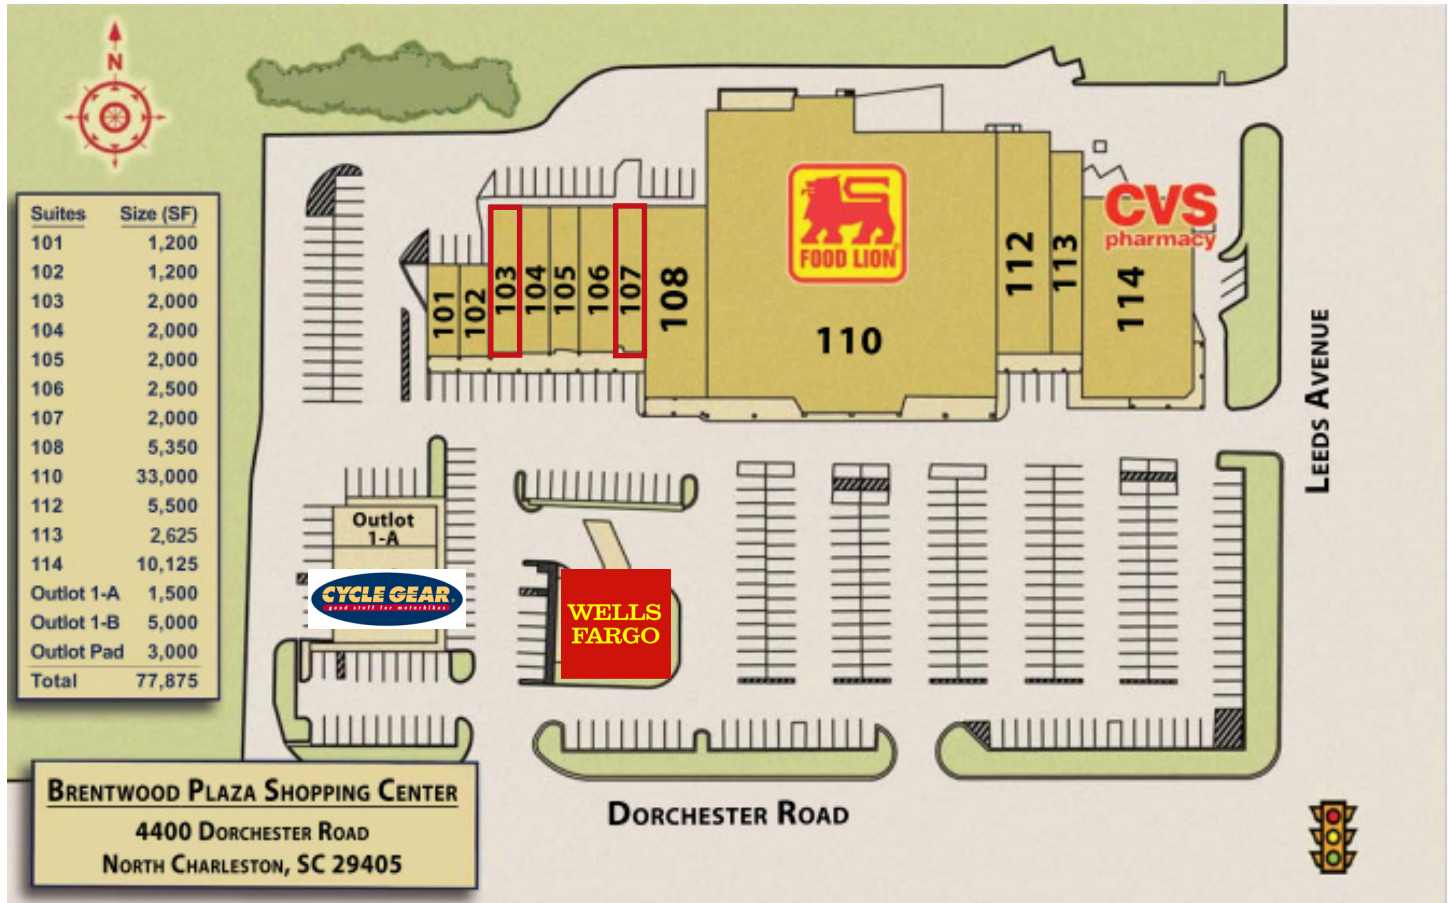 N
Suites Size (SF)
101 1,200
102 1,200
103 2,000
104 2,000
105 2,000
106 2,500
107 2,000
108 5,350
110 33,000
112 5,500
113 2,625
114 10,125
Outlot 1-A 1,500
Outlot 1-B 5,000
Outlot Pad 3,000
Total 77,875
101
102
103
104
105
106
107
108
FOOD LION
110
112
113
CVS
pharmacy
114
LEEDS AVENUE
Outlot
1-A
CYCLE GEAR
good stuff for motorbikes
WELLS
FARGO
BRENTWOOD PLAZA SHOPPING CENTER
4400 DORCHESTER ROAD
NORTH CHARLESTON, SC 29405
DORCHESTER ROAD